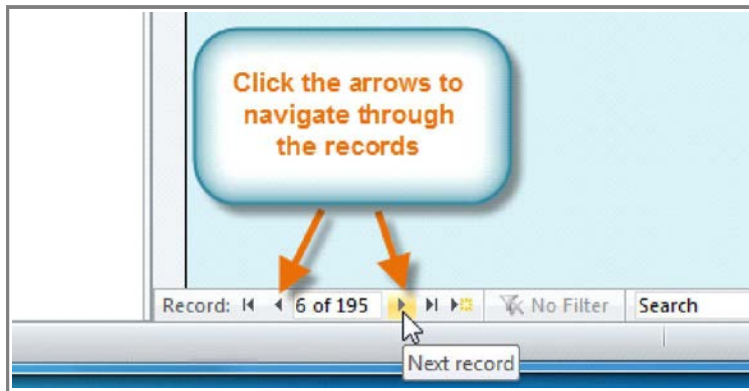 Click the arrows to
navigate through
the records
Record: 6 of 195 No Filter Search
Next record